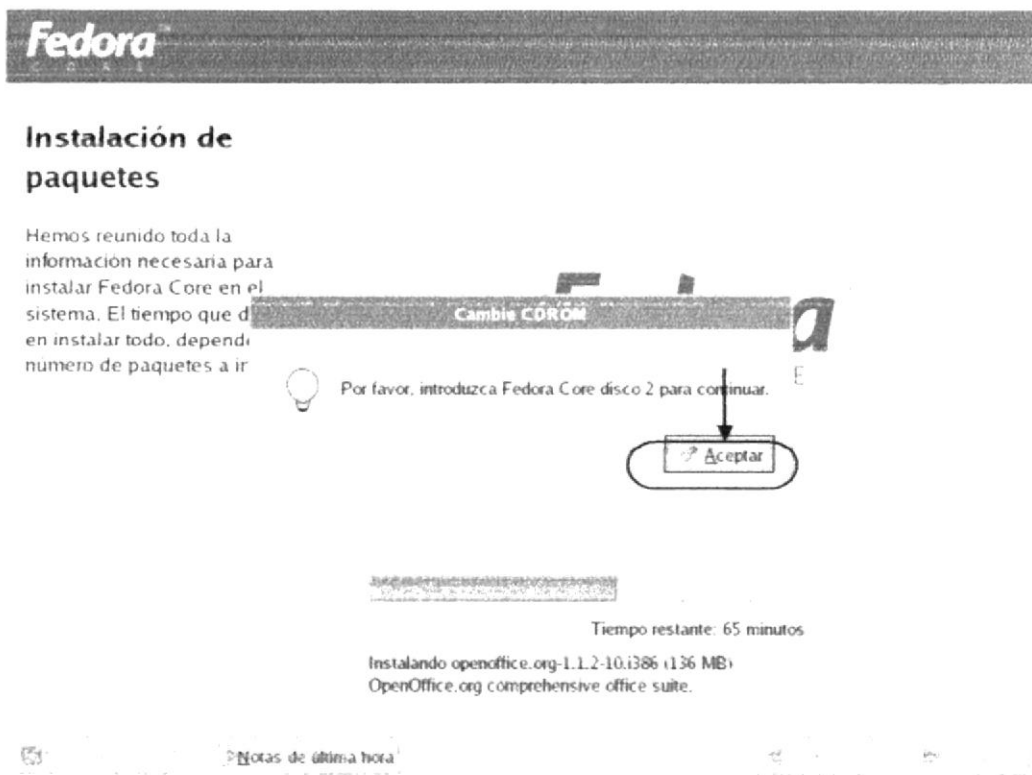 Fedora
CORE
Instalación de
paquetes
Hemos reunido toda la
información necesaria para
instalar Fedora Core en el
sistema. El tiempo que d
en instalar todo, depend
número de paquetes a in
Cambie CDROM
Por favor, introduzca Fedora Core disco 2 para continuar.
E
Aceptar
Tiempo restante: 65 minutos
Instalando openoffice.org-1.1.2-10.i386 (136 MB)
OpenOffice.org comprehensive office suite.
Notas de última hora